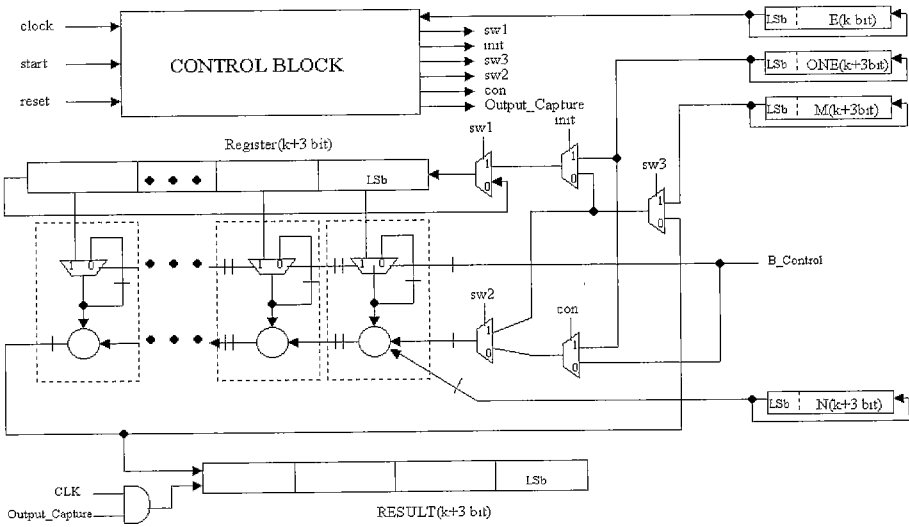 clock
start
reset
CONTROL BLOCK
sw1
init
sw3
sw2
con
Output_Capture
LSb E(k bit)
LSb ONE(k+3bit)
LSb M(k+3bit)
Register(k+3 bit)
LSb
sw1
1
0
init
1
0
sw3
1
0
1 0
1 0
1 0
B_Control
sw2
1
0
con
1
0
LSb N(k+3 bit)
LSb
CLK
Output_Capture
RESULT(k+3 bit)